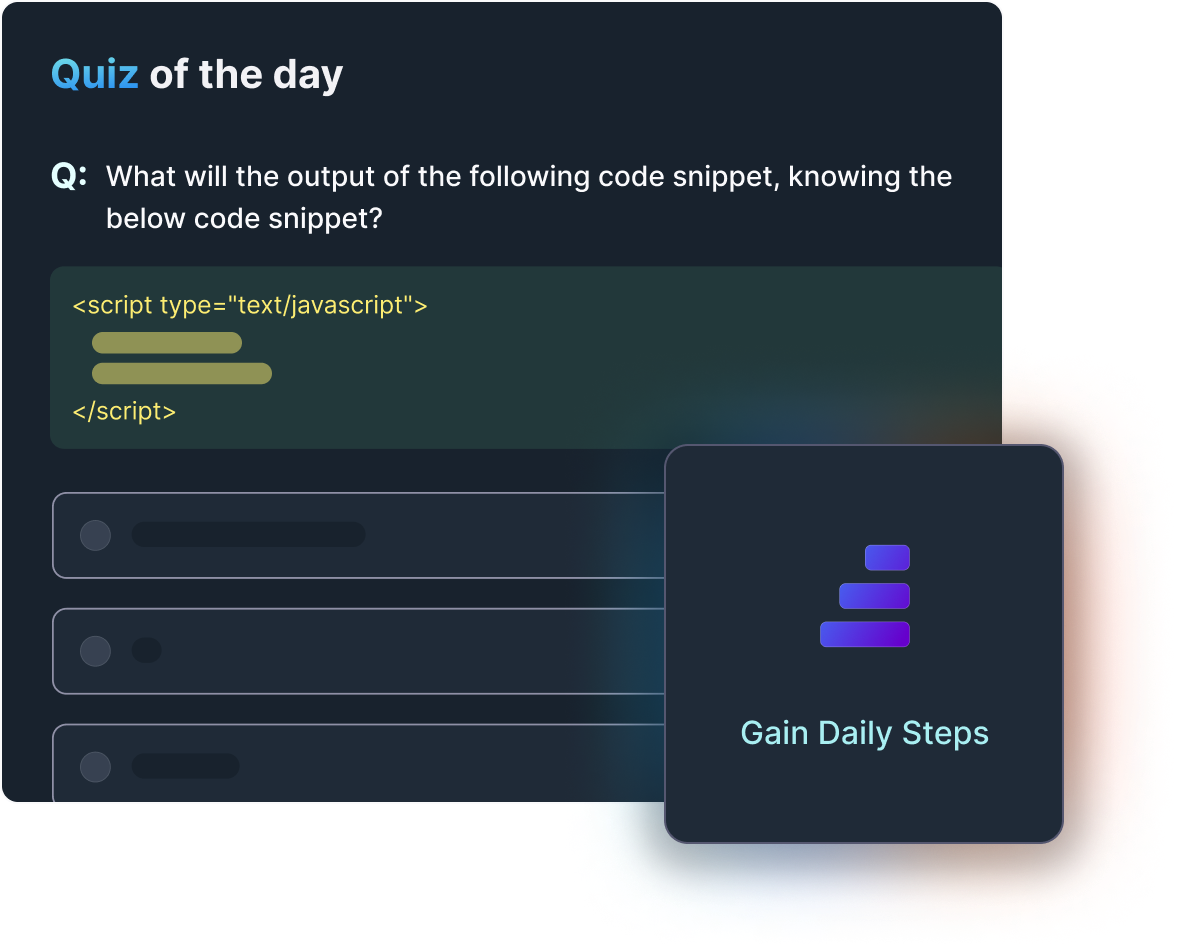 Quiz of the day
Q: What will the output of the following code snippet, knowing the
below code snippet?
<script type="text/javascript">
</script>
Gain Daily Steps